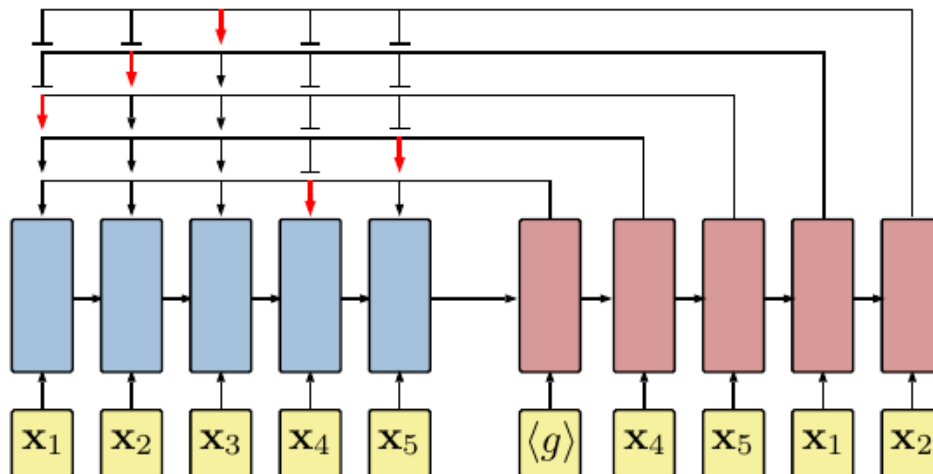 x₁ x₂ x₃ x₄ x₅ ⟨g⟩ x₄ x₅ x₁ x₂